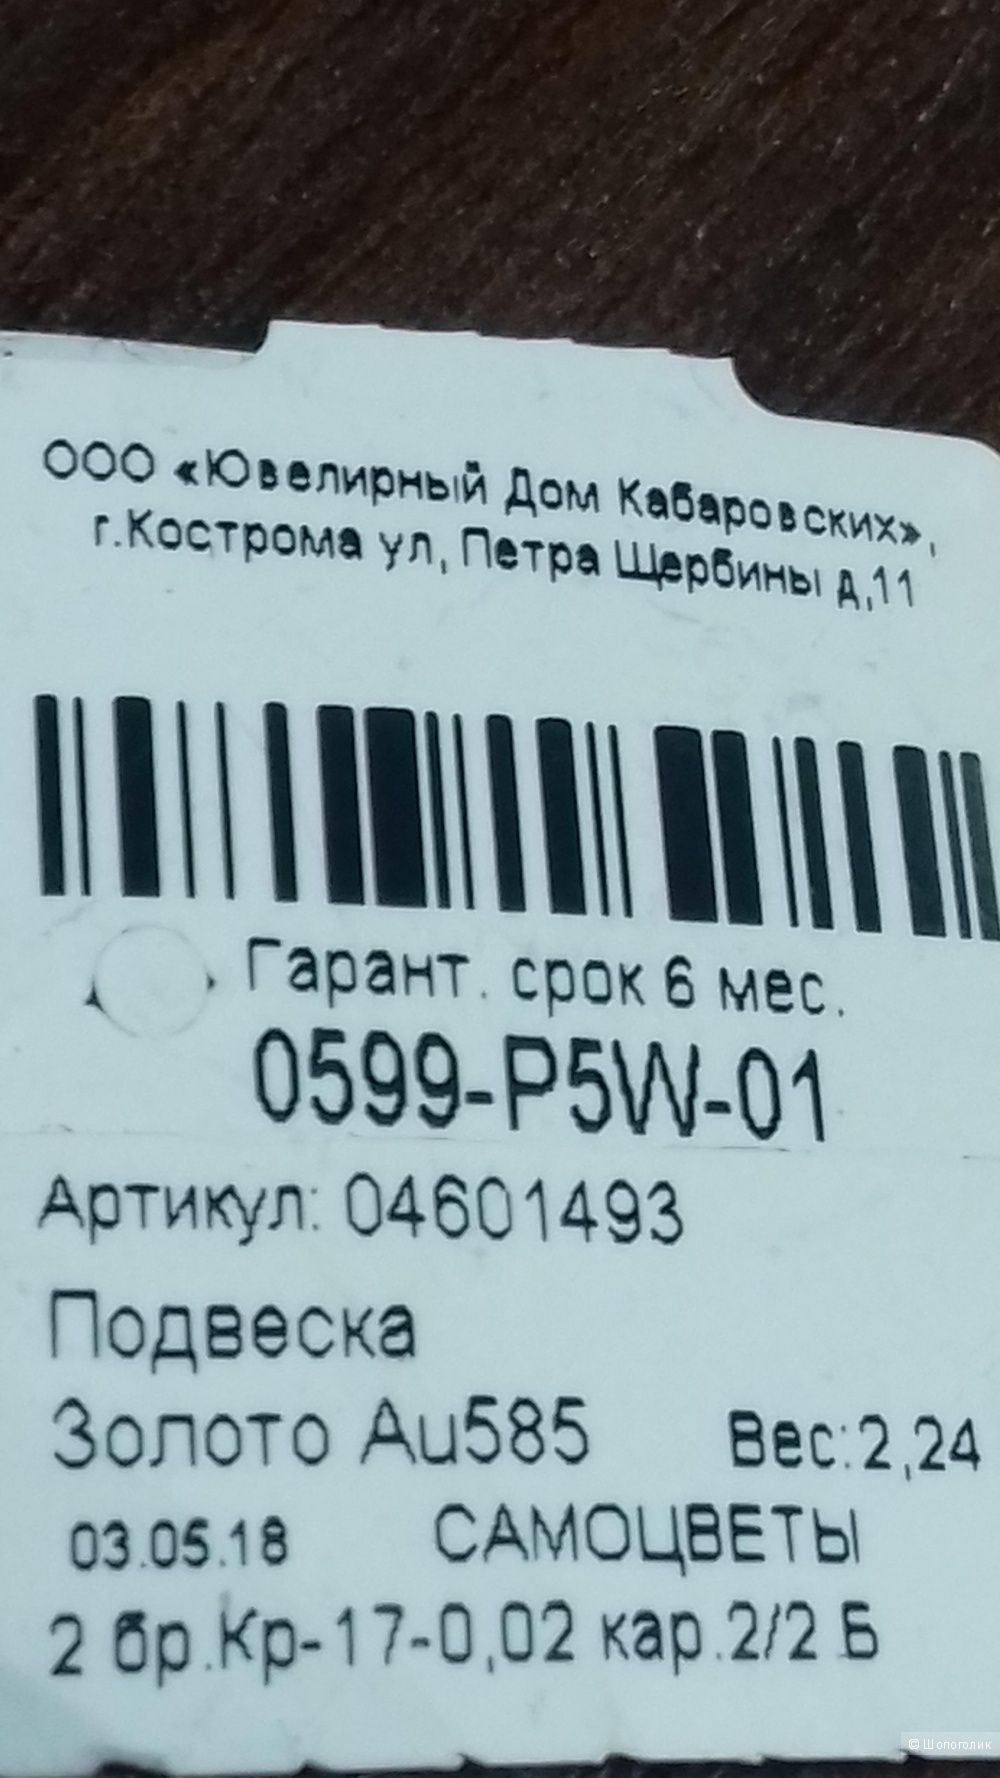 ООО «Ювелирный Дом Кабаровских»,
г.Кострома ул, Петра Щербины д,11
Гарант. срок 6 мес.
0599-P5W-01
Артикул: 04601493
Подвеска
Золото Au585 Вес:2,24
03.05.18 САМОЦВЕТЫ
2 бр.Кр-17-0,02 кар.2/2 Б
© Шопоголик